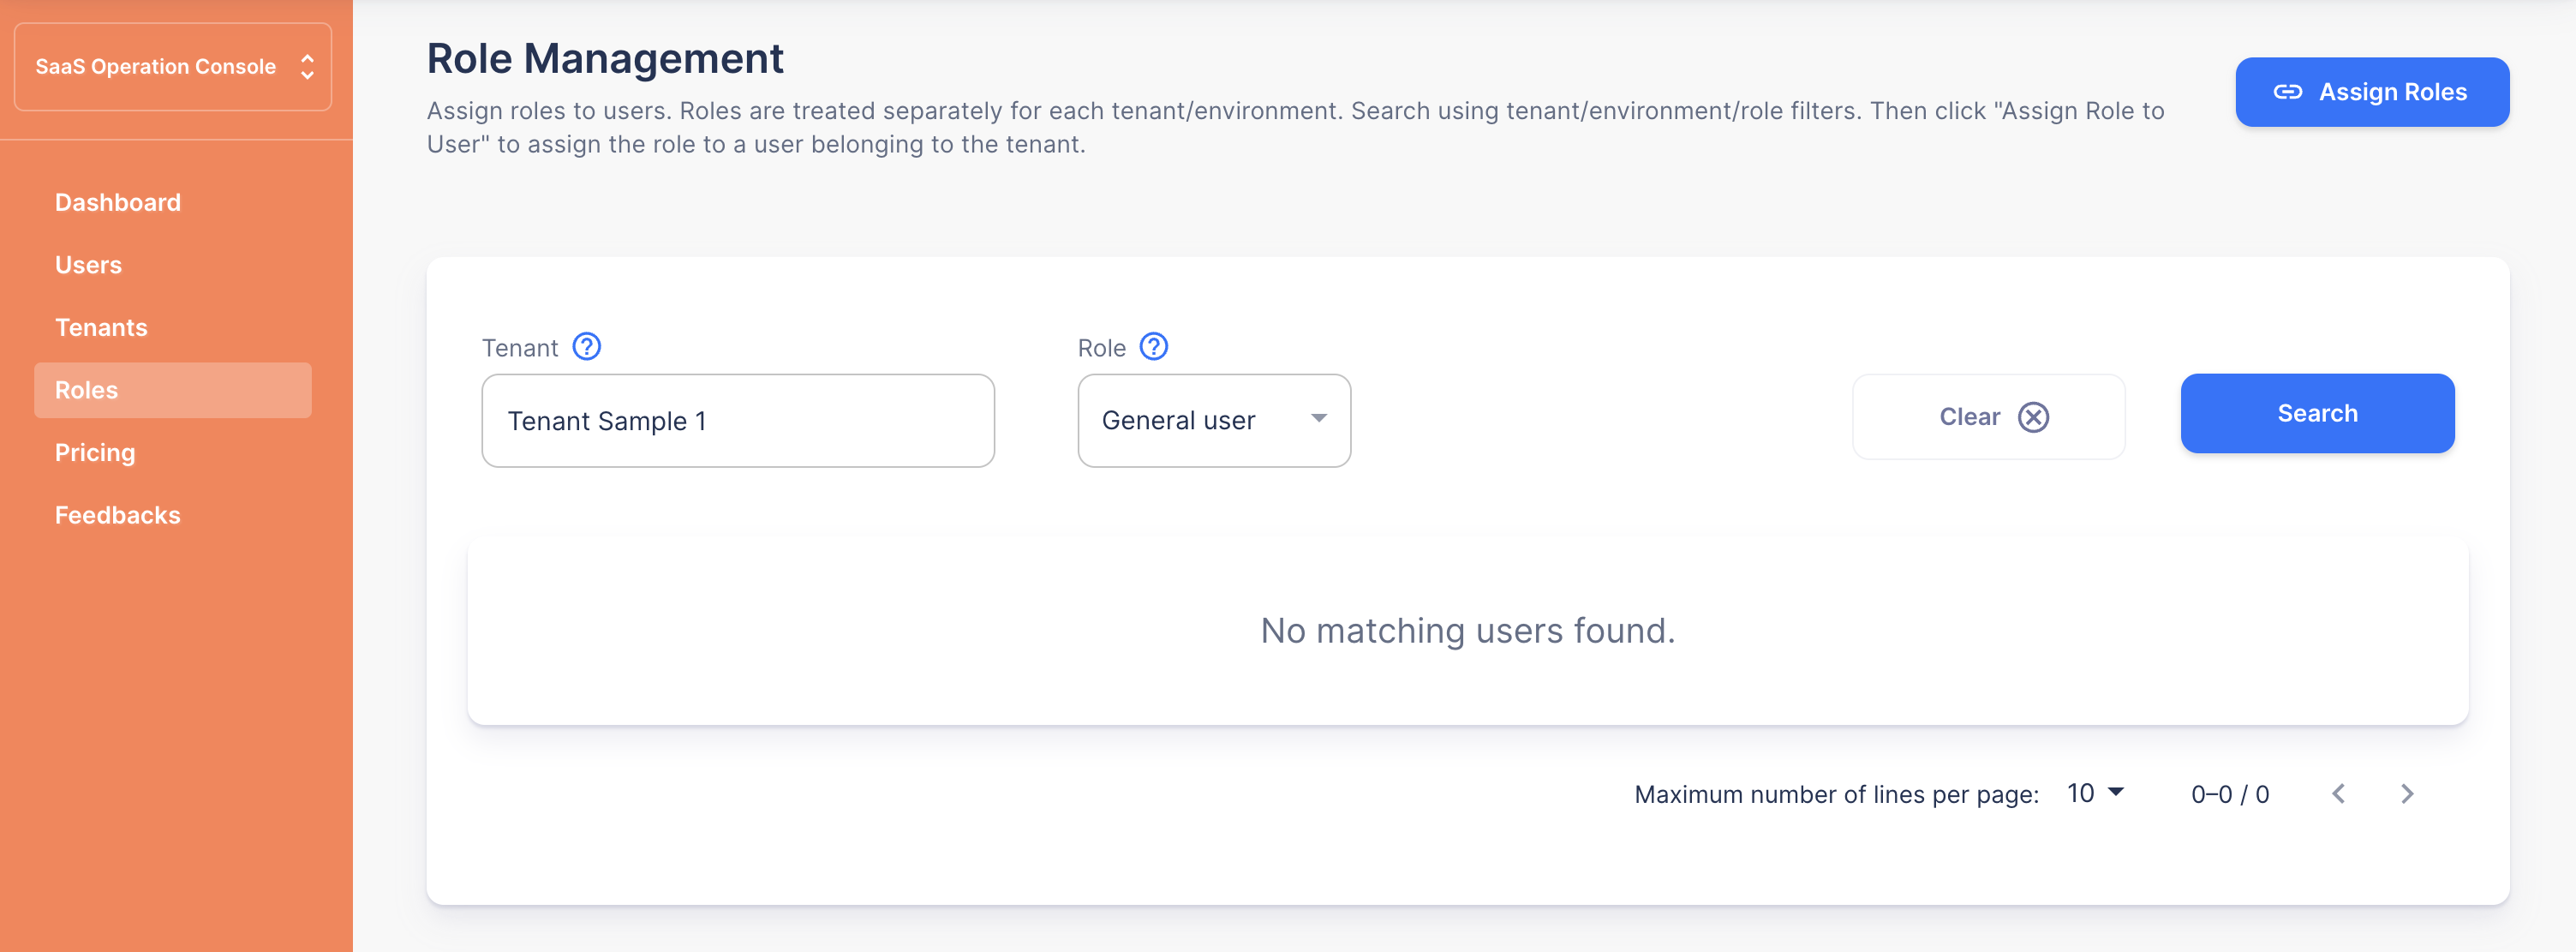 SaaS Operation Console
Dashboard
Users
Tenants
Roles
Pricing
Feedbacks
Role Management
Assign roles to users. Roles are treated separately for each tenant/environment. Search using tenant/environment/role filters. Then click "Assign Role to
User" to assign the role to a user belonging to the tenant.
Assign Roles
Tenant ?
Role ?
Tenant Sample 1
General user
Clear
Search
No matching users found.
Maximum number of lines per page: 10 0–0 / 0